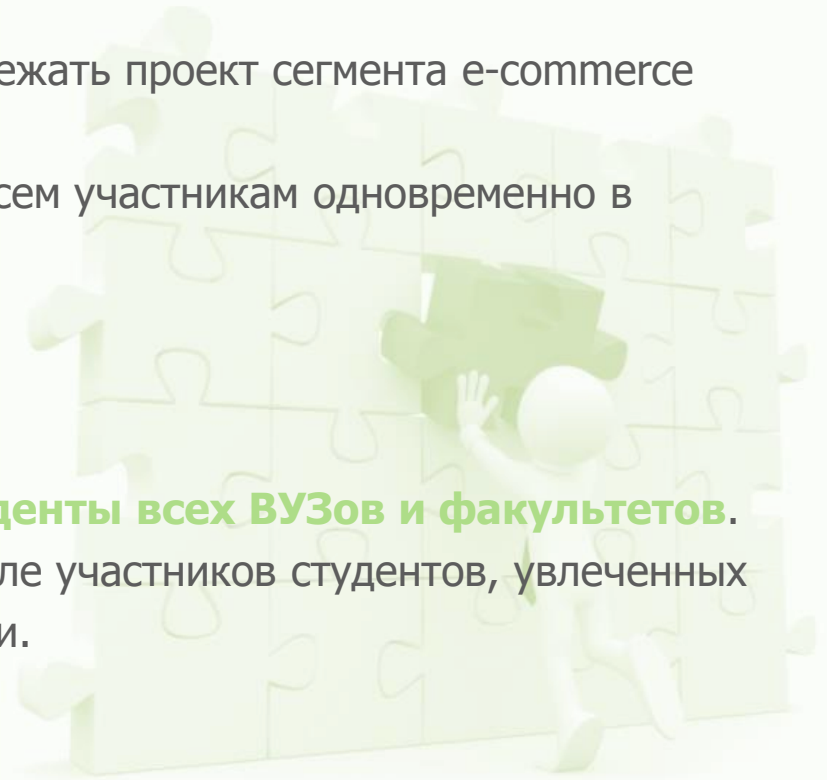 ежать проект сегмента e-commerce
сем участникам одновременно в
денты всех ВУЗов и факультетов.
ле участников студентов, увлеченных
и.